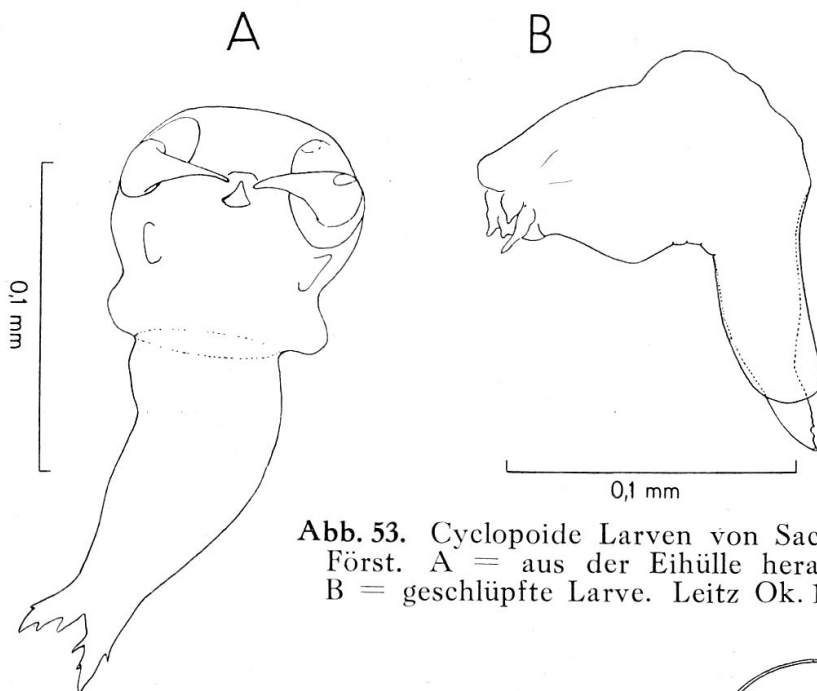 A
B
0,1 mm
0,1 mm
Abb. 53. Cyclopoide Larven von Sac
Först. A = aus der Eihülle hera
B = geschlüpfte Larve. Leitz Ok.